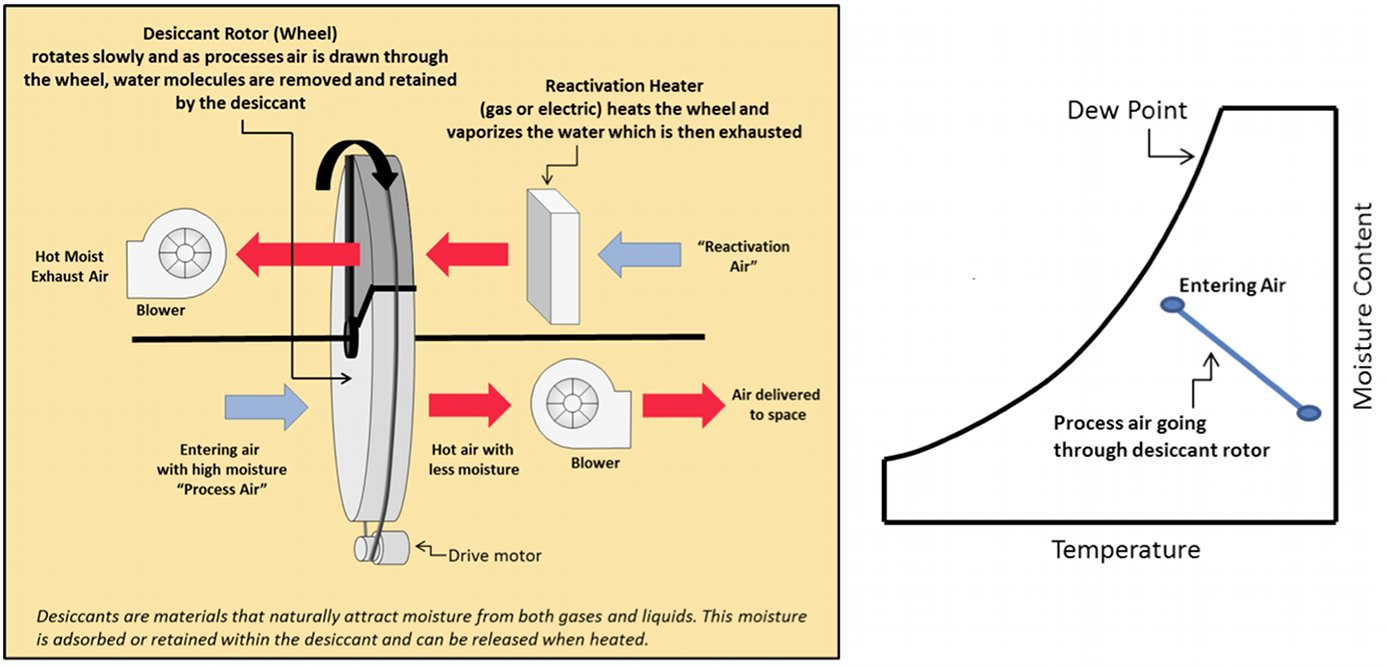 Desiccant Rotor (Wheel)
rotates slowly and as processes air is drawn through
the wheel, water molecules are removed and retained
by the desiccant
Reactivation Heater
(gas or electric) heats the wheel and
vaporizes the water which is then exhausted
Hot Moist
Exhaust Air
Blower
“Reactivation
Air”
Entering air
with high moisture
“Process Air”
Hot air with
less moisture
Blower
Air delivered
to space
Drive motor
Desiccants are materials that naturally attract moisture from both gases and liquids. This moisture
is adsorbed or retained within the desiccant and can be released when heated.
Dew Point
Entering Air
Process air going
through desiccant rotor
Moisture Content
Temperature